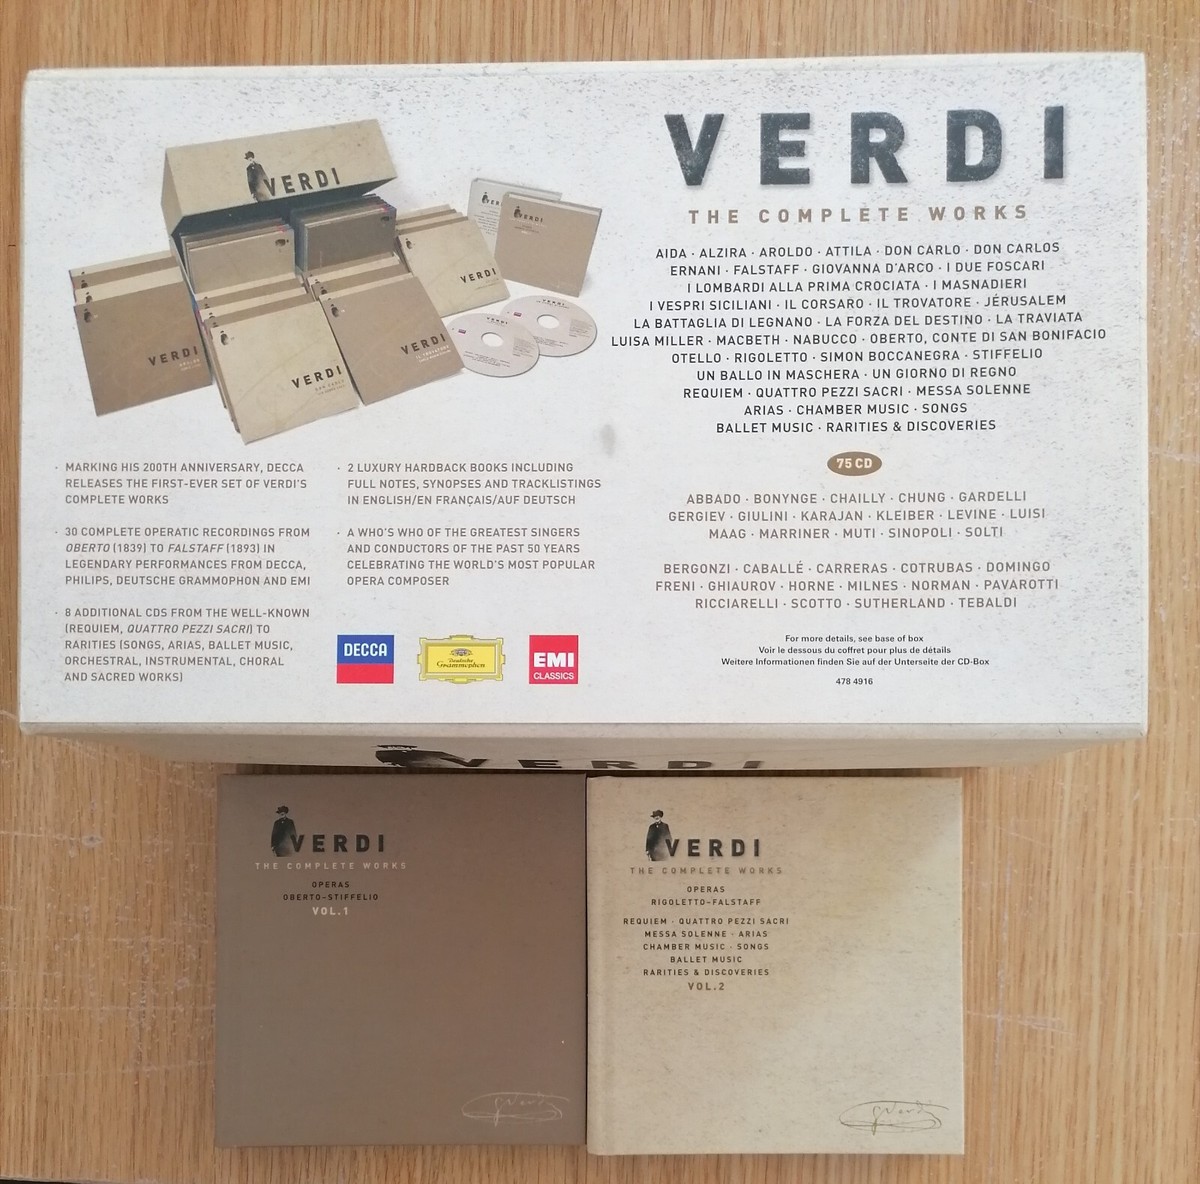 VERDI
THE COMPLETE WORKS
AIDA · ALZIRA · AROLDO · ATTILA · DON CARLO · DON CARLOS
ERNANI · FALSTAFF · GIOVANNA D'ARCO · I DUE FOSCARI
I LOMBARDI ALLA PRIMA CROCIATA · I MASNADIERI
I VESPRI SICILIANI · IL CORSARO · IL TROVATORE · JÉRUSALEM
LA BATTAGLIA DI LEGNANO · LA FORZA DEL DESTINO · LA TRAVIATA
LUISA MILLER · MACBETH · NABUCCO · OBERTO, CONTE DI SAN BONIFACIO
OTELLO · RIGOLETTO · SIMON BOCCANEGRA · STIFFELIO
UN BALLO IN MASCHERA · UN GIORNO DI REGNO
REQUIEM · QUATTRO PEZZI SACRI · MESSA SOLENNE
ARIAS · CHAMBER MUSIC · SONGS
BALLET MUSIC · RARITIES & DISCOVERIES
75 CD
ABBADO · BONYNGE · CHAILLY · CHUNG · GARDELLI
GERGIEV · GIULINI · KARAJAN · KLEIBER · LEVINE · LUISI
MAAG · MARRINER · MUTI · SINOPOLI · SOLTI
BERGONZI · CABALLÉ · CARRERAS · COTRUBAS · DOMINGO
FRENI · GHIAUROV · HORNE · MILNES · NORMAN · PAVAROTTI
RICCIARELLI · SCOTTO · SUTHERLAND · TEBALDI
For more details, see base of box
Voir le dessous du coffret pour plus de détails
Weitere Informationen finden Sie auf der Unterseite der CD-Box
478 4916
VERDI
VERDI
VERDI
VERDI
VERDI
VERDI
VERDI
VERDI
· MARKING HIS 200TH ANNIVERSARY, DECCA
RELEASES THE FIRST-EVER SET OF VERDI'S
COMPLETE WORKS
· 30 COMPLETE OPERATIC RECORDINGS FROM
OBERTO (1839) TO FALSTAFF (1893) IN
LEGENDARY PERFORMANCES FROM DECCA,
PHILIPS, DEUTSCHE GRAMMOPHON AND EMI
· 8 ADDITIONAL CDS FROM THE WELL-KNOWN
(REQUIEM, QUATTRO PEZZI SACRI) TO
RARITIES (SONGS, ARIAS, BALLET MUSIC,
ORCHESTRAL, INSTRUMENTAL, CHORAL
AND SACRED WORKS)
· 2 LUXURY HARDBACK BOOKS INCLUDING
FULL NOTES, SYNOPSES AND TRACKLISTINGS
IN ENGLISH/EN FRANÇAIS/AUF DEUTSCH
· A WHO'S WHO OF THE GREATEST SINGERS
AND CONDUCTORS OF THE PAST 50 YEARS
CELEBRATING THE WORLD'S MOST POPULAR
OPERA COMPOSER
DECCA
Deutsche
Grammophon
EMI
CLASSICS
VERDI
VERDI
THE COMPLETE WORKS
OPERAS
OBERTO–STIFFELIO
VOL.1
G Verdi
VERDI
THE COMPLETE WORKS
OPERAS
RIGOLETTO–FALSTAFF
REQUIEM · QUATTRO PEZZI SACRI
MESSA SOLENNE · ARIAS
CHAMBER MUSIC · SONGS
BALLET MUSIC
RARITIES & DISCOVERIES
VOL.2
G Verdi